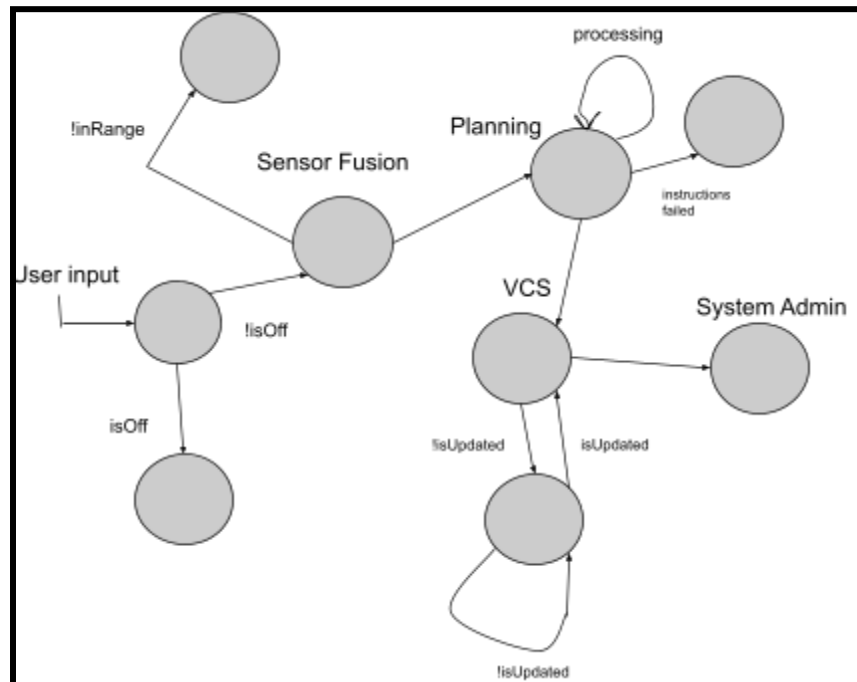 processing
!inRange
Planning
Sensor Fusion
instructions
failed
User input
VCS
!isOff
System Admin
isOff
!isUpdated
isUpdated
!isUpdated